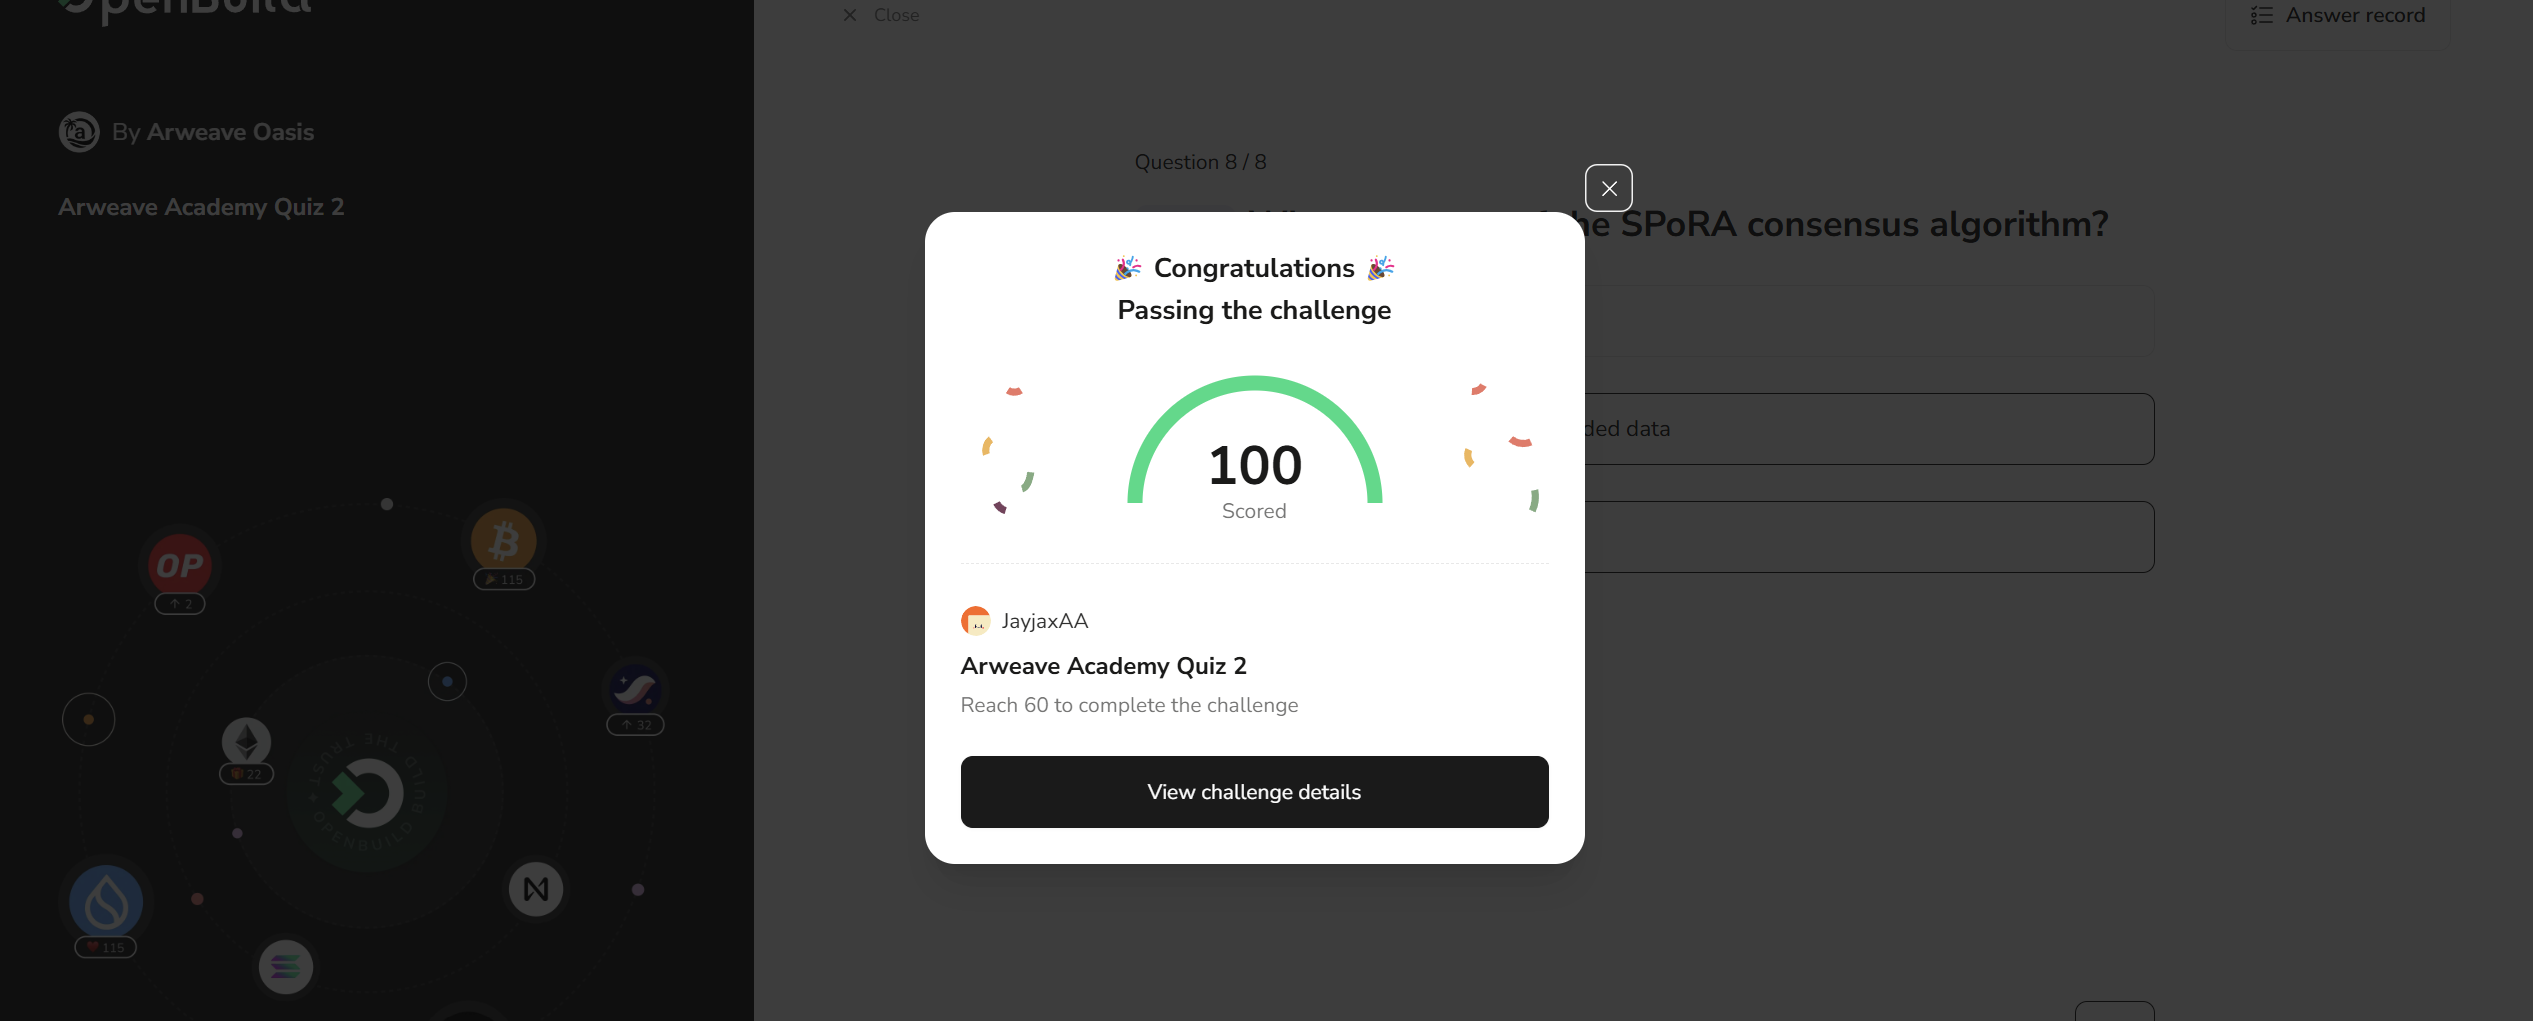 OpenBuild
By Arweave Oasis
Arweave Academy Quiz 2
OP
↑ 2
115
↑ 32
22
BUILD THE TRUST + OPENBUILD
115
× Close
Answer record
Question 8 / 8
he SPoRA consensus algorithm?
ded data
🎉 Congratulations 🎉
Passing the challenge
100
Scored
JayjaxAA
Arweave Academy Quiz 2
Reach 60 to complete the challenge
View challenge details